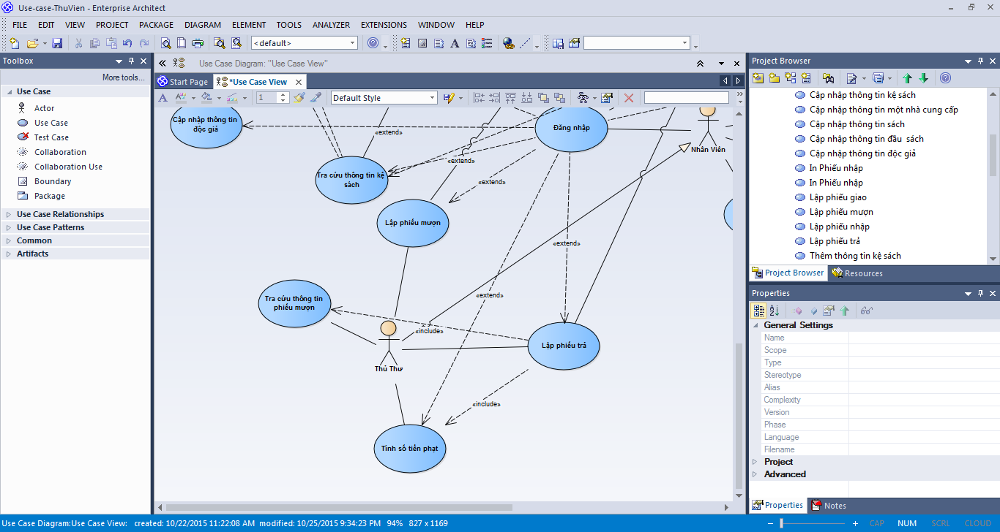 Use-case-ThuVien - Enterprise Architect
FILE EDIT VIEW PROJECT PACKAGE DIAGRAM ELEMENT TOOLS ANALYZER EXTENSIONS WINDOW HELP
<default>
Toolbox
More tools...
Use Case
Actor
Use Case
Test Case
Collaboration
Collaboration Use
Boundary
Package
Use Case Relationships
Use Case Patterns
Common
Artifacts
Use Case Diagram: "Use Case View"
Start Page
*Use Case View
1
Default Style
Cập nhập thông tin
độc giả
«extend»
Đăng nhập
Nhân Viên
Tra cứu thông tin kệ
sách
«extend»
«extend»
Lập phiếu mượn
«extend»
«extend»
Tra cứu thông tin
phiếu mượn
«include»
Lập phiếu trả
Thủ Thư
«include»
Tính số tiền phạt
Project Browser
Cập nhập thông tin kệ sách
Cập nhập thông tin một nhà cung cấp
Cập nhập thông tin sách
Cập nhập thông tin đầu sách
Cập nhập thông tin độc giả
In Phiếu nhập
In Phiếu nhập
Lập phiếu giao
Lập phiếu mượn
Lập phiếu nhập
Lập phiếu trả
Thêm thông tin kệ sách
Project Browser
Resources
Properties
General Settings
Name
Scope
Type
Stereotype
Alias
Complexity
Version
Phase
Language
Filename
Project
Advanced
Properties
Notes
Use Case Diagram:Use Case View: created: 10/22/2015 11:22:08 AM modified: 10/25/2015 9:34:23 PM 94% 827 x 1169
CAP NUM SCRL CLOUD